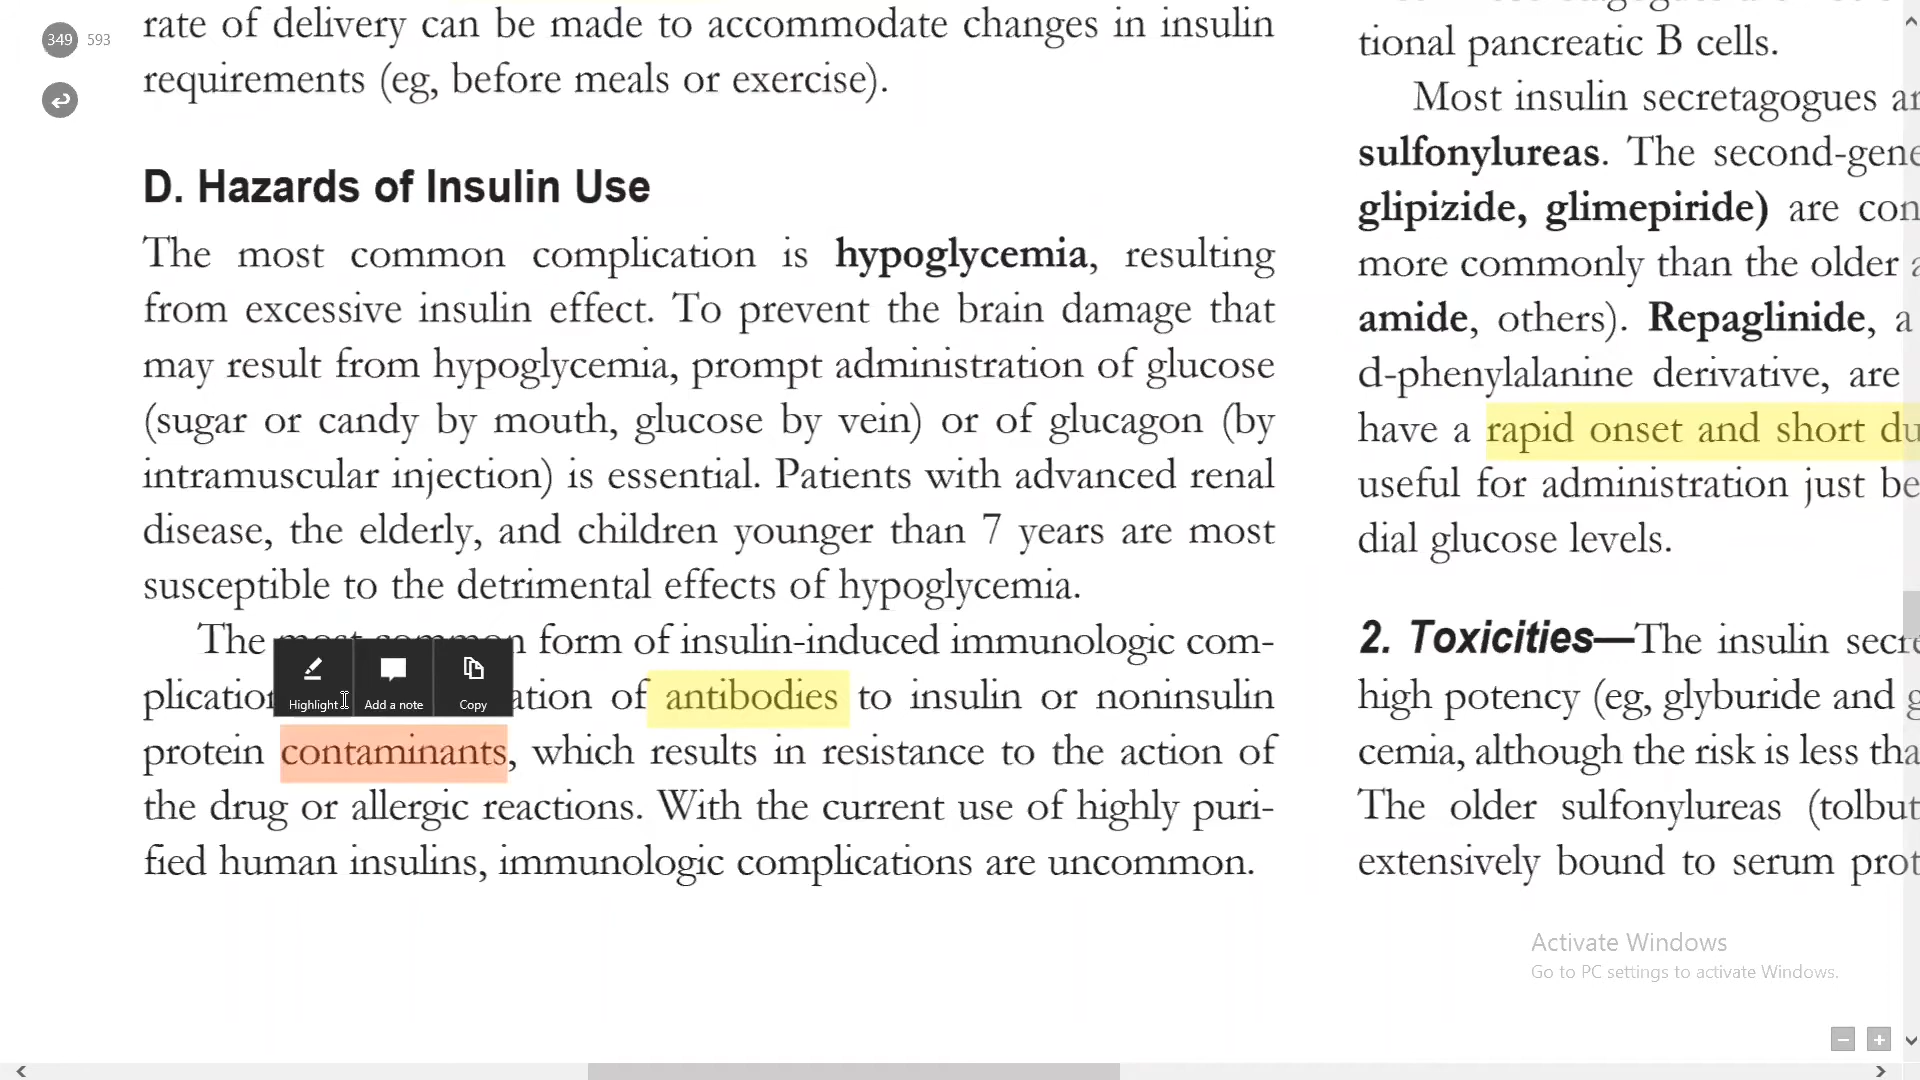 349 593
rate of delivery can be made to accommodate changes in insulin
requirements (eg, before meals or exercise).
D. Hazards of Insulin Use
The most common complication is hypoglycemia, resulting
from excessive insulin effect. To prevent the brain damage that
may result from hypoglycemia, prompt administration of glucose
(sugar or candy by mouth, glucose by vein) or of glucagon (by
intramuscular injection) is essential. Patients with advanced renal
disease, the elderly, and children younger than 7 years are most
susceptible to the detrimental effects of hypoglycemia.
The most common form of insulin-induced immunologic com-
plication ation of antibodies to insulin or noninsulin
protein contaminants, which results in resistance to the action of
the drug or allergic reactions. With the current use of highly puri-
fied human insulins, immunologic complications are uncommon.
Highlight Add a note Copy
tional pancreatic B cells.
Most insulin secretagogues ar
sulfonylureas. The second-gene
glipizide, glimepiride) are con
more commonly than the older a
amide, others). Repaglinide, a
d-phenylalanine derivative, are
have a rapid onset and short du
useful for administration just be
dial glucose levels.
2. Toxicities—The insulin secre
high potency (eg, glyburide and g
cemia, although the risk is less tha
The older sulfonylureas (tolbut
extensively bound to serum prot
Activate Windows
Go to PC settings to activate Windows.